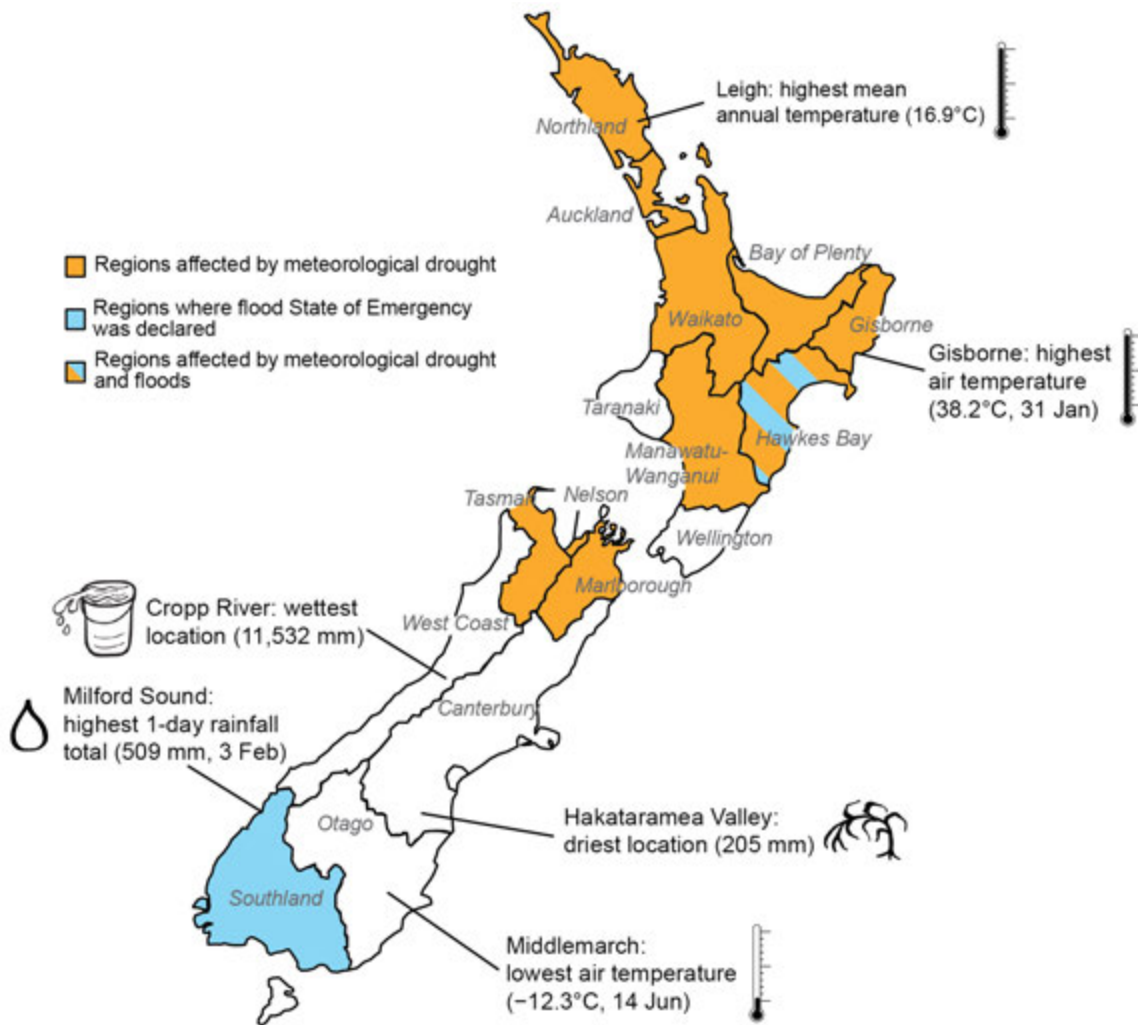 Leigh: highest mean
annual temperature (16.9°C)
Northland
Auckland
Bay of Plenty
Regions affected by meteorological drought
Regions where flood State of Emergency
was declared
Regions affected by meteorological drought
and floods
Waikato
Gisborne
Gisborne: highest
air temperature
(38.2°C, 31 Jan)
Taranaki
Hawkes Bay
Manawatu-
Wanganui
Tasman
Nelson
Wellington
Marlborough
Cropp River: wettest
location (11,532 mm)
West Coast
Milford Sound:
highest 1-day rainfall
total (509 mm, 3 Feb)
Canterbury
Otago
Hakataramea Valley:
driest location (205 mm)
Southland
Middlemarch:
lowest air temperature
(−12.3°C, 14 Jun)